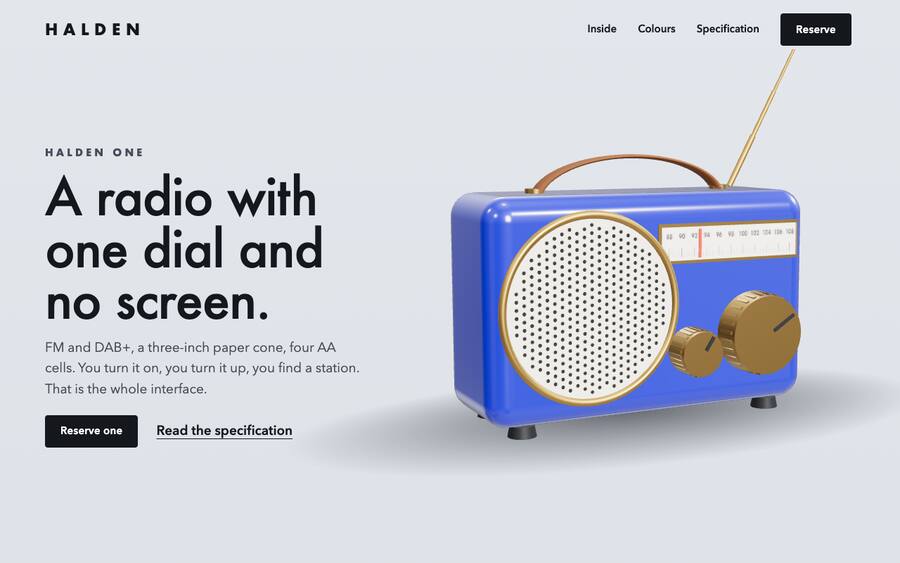 HALDEN
Inside Colours Specification Reserve
HALDEN ONE
A radio with
one dial and
no screen.
FM and DAB+, a three-inch paper cone, four AA
cells. You turn it on, you turn it up, you find a station.
That is the whole interface.
Reserve one Read the specification
88 90 92 94 96 98 100 102 104 106 108